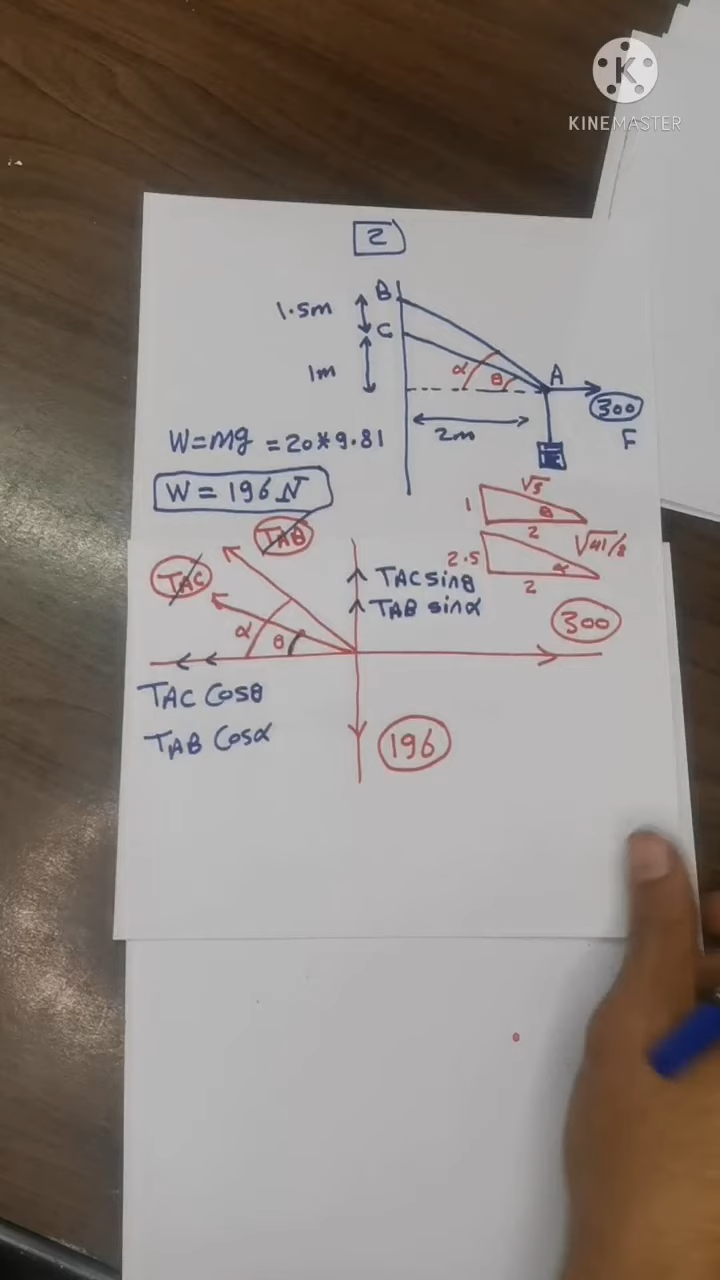 K
KINEMASTER
2
B
1.5m
C
1m
α
θ
A
300
F
2m
W=mg = 20*9.81
W = 196 N
√5
1
θ
2
2.5
√41/2
α
2
TAB
TAC
TAC sinθ
TAB sinα
300
α
θ
TAC Cosθ
TAB Cosα
196